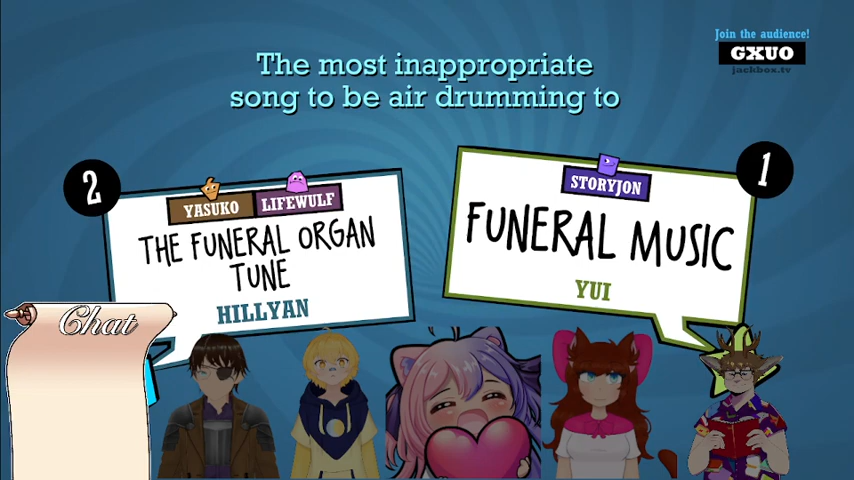 Join the audience!
GXUO
jackbox.tv
The most inappropriate
song to be air drumming to
2
YASUKO
LIFEWULF
THE FUNERAL ORGAN
TUNE
HILLYAN
1
STORYJON
FUNERAL MUSIC
YUI
Chat